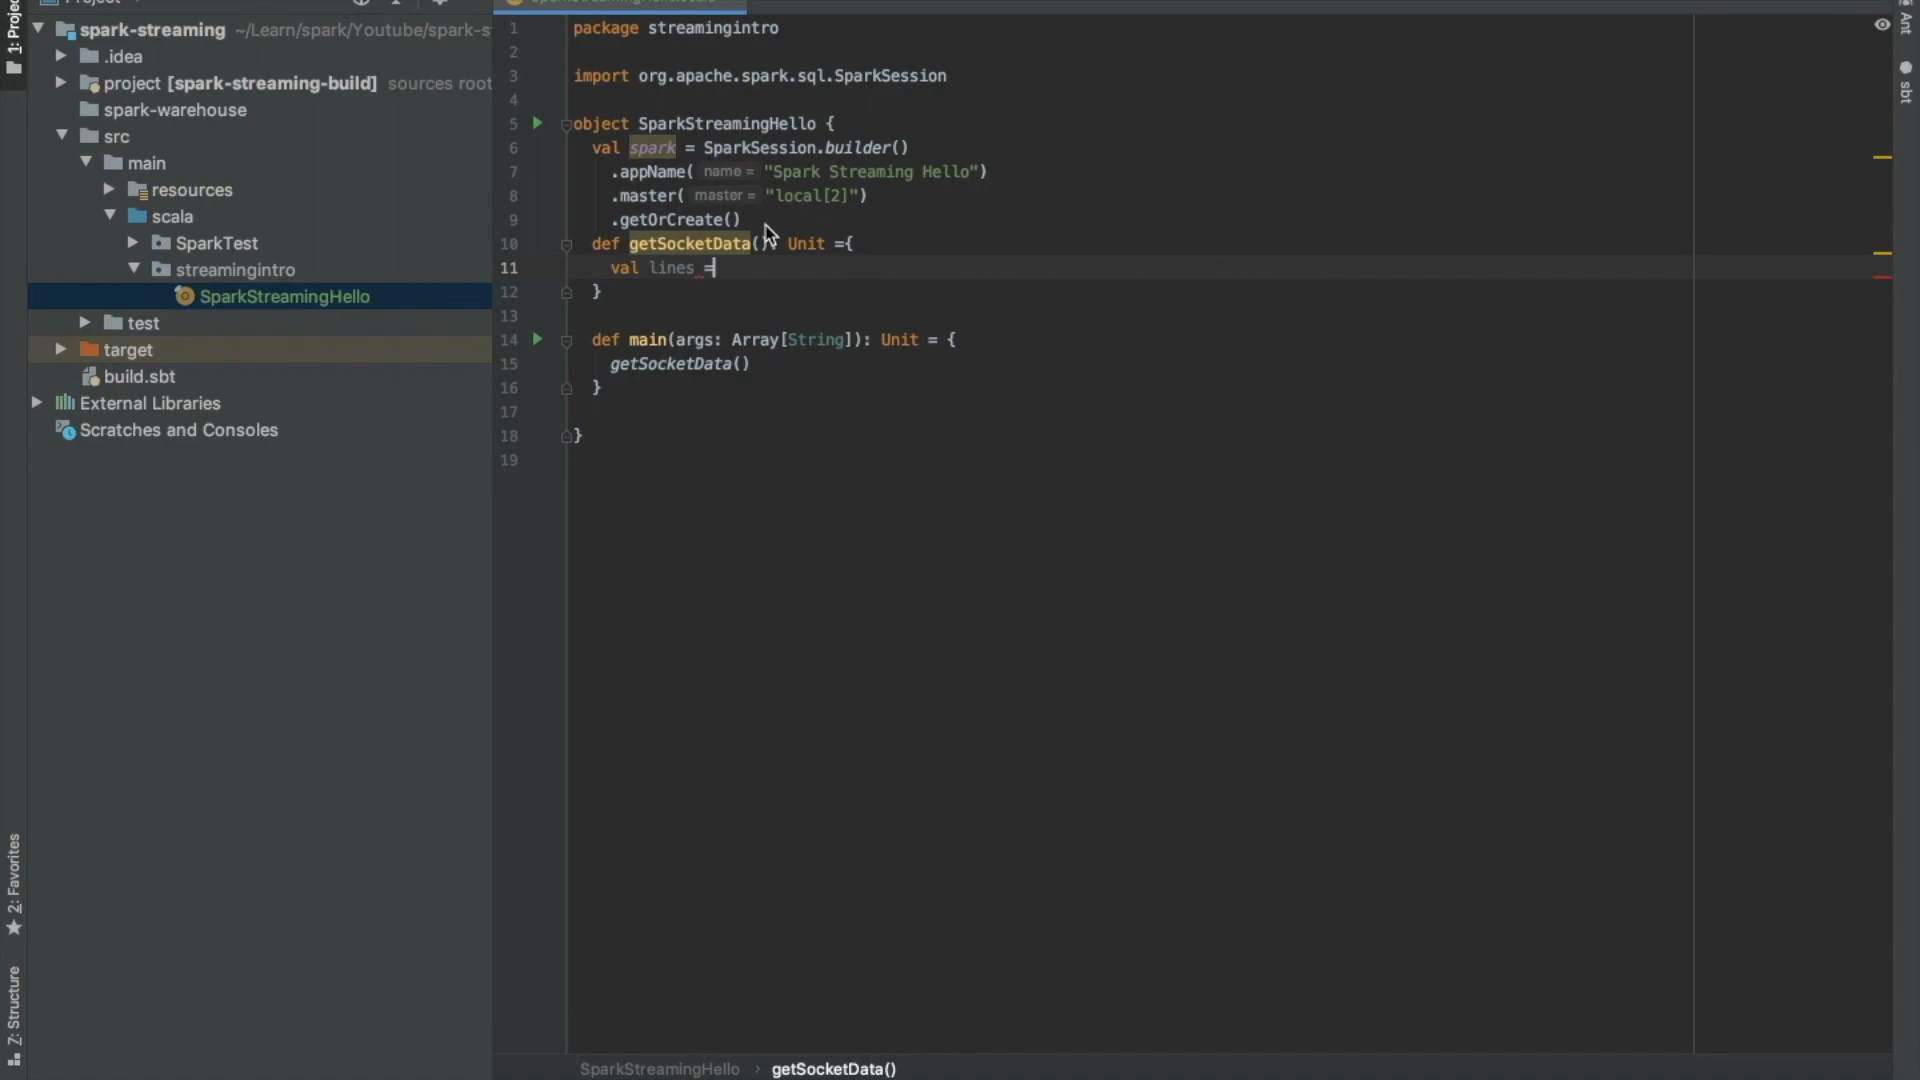 Project
spark-streaming ~/Learn/spark/Youtube/spark-s
.idea
project [spark-streaming-build] sources root
spark-warehouse
src
main
resources
scala
SparkTest
streamingintro
SparkStreamingHello
test
target
build.sbt
External Libraries
Scratches and Consoles
1: Projec
2: Favorites
7: Structure
1 package streamingintro
2
3 import org.apache.spark.sql.SparkSession
4
5 object SparkStreamingHello {
6 val spark = SparkSession.builder()
7 .appName( name = "Spark Streaming Hello")
8 .master( master = "local[2]")
9 .getOrCreate()
10 def getSocketData(): Unit ={
11 val lines =
12 }
13
14 def main(args: Array[String]): Unit = {
15 getSocketData()
16 }
17
18 }
19
SparkStreamingHello › getSocketData()
Ant
sbt